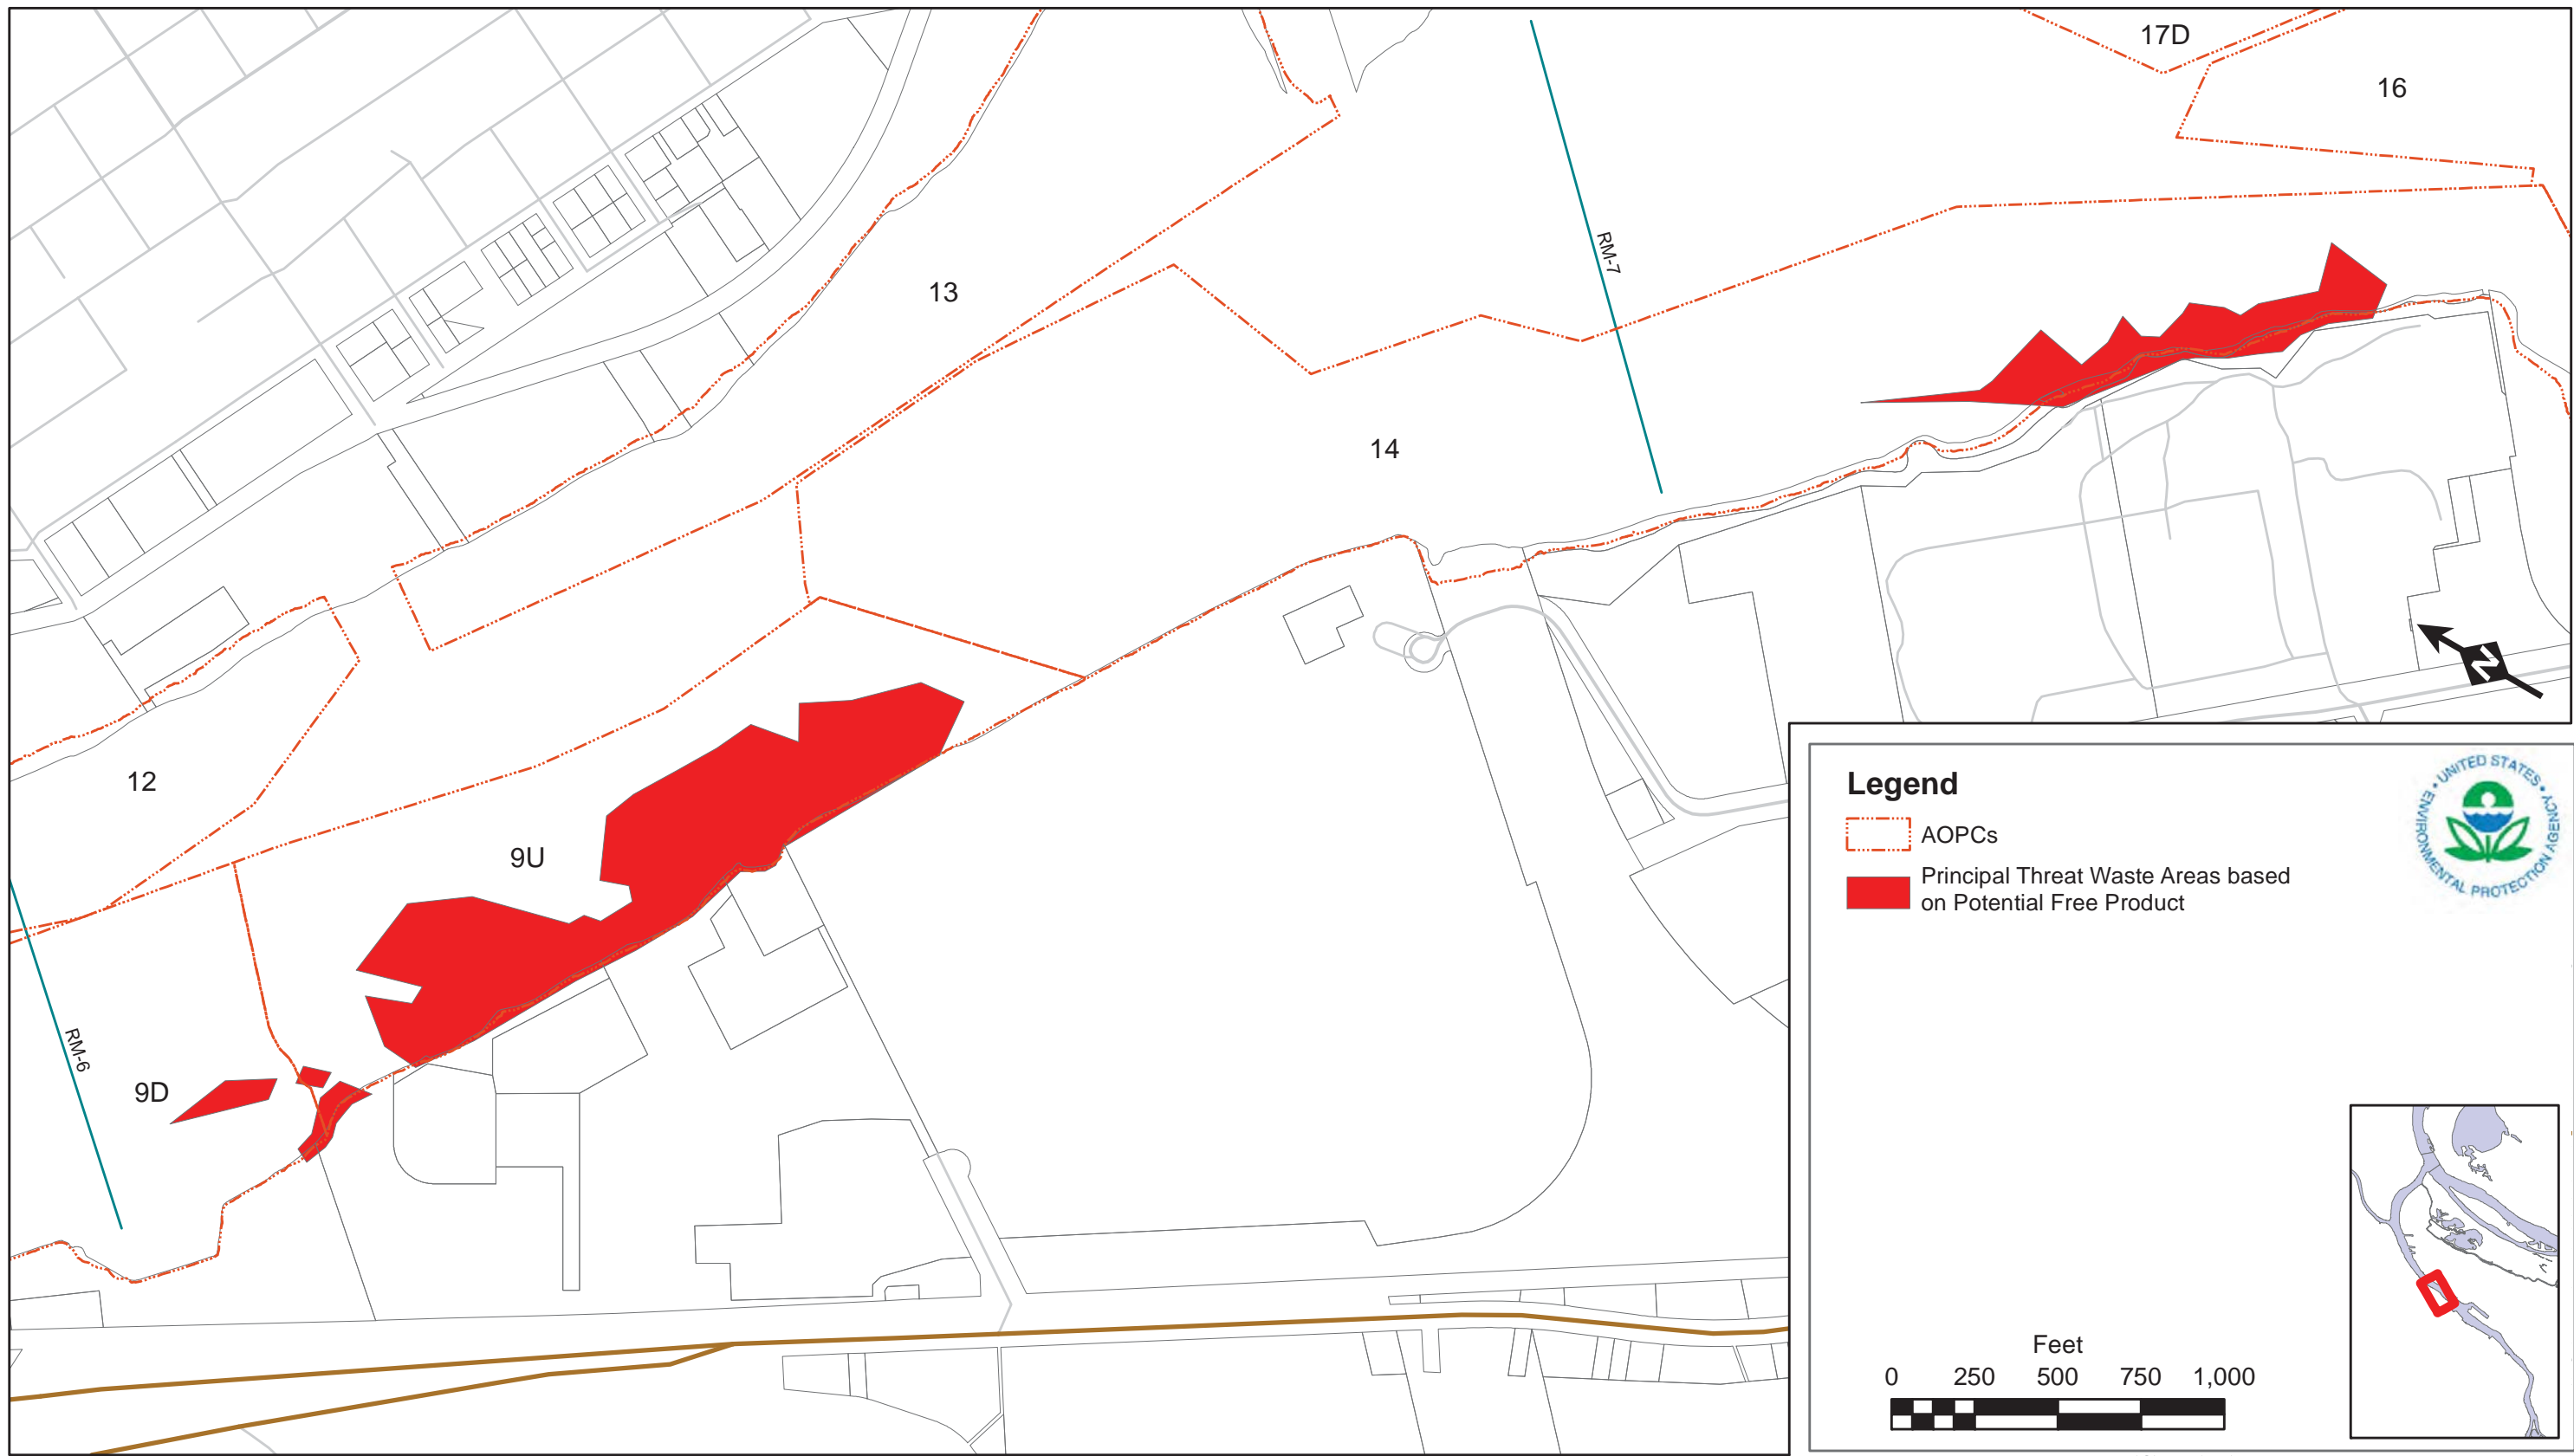 17D
16
13
RM-7
14
12
9U
RM-6
9D
N
Legend
AOPCs
Principal Threat Waste Areas based
on Potential Free Product
UNITED STATES
ENVIRONMENTAL PROTECTION AGENCY
Feet
0 250 500 750 1,000